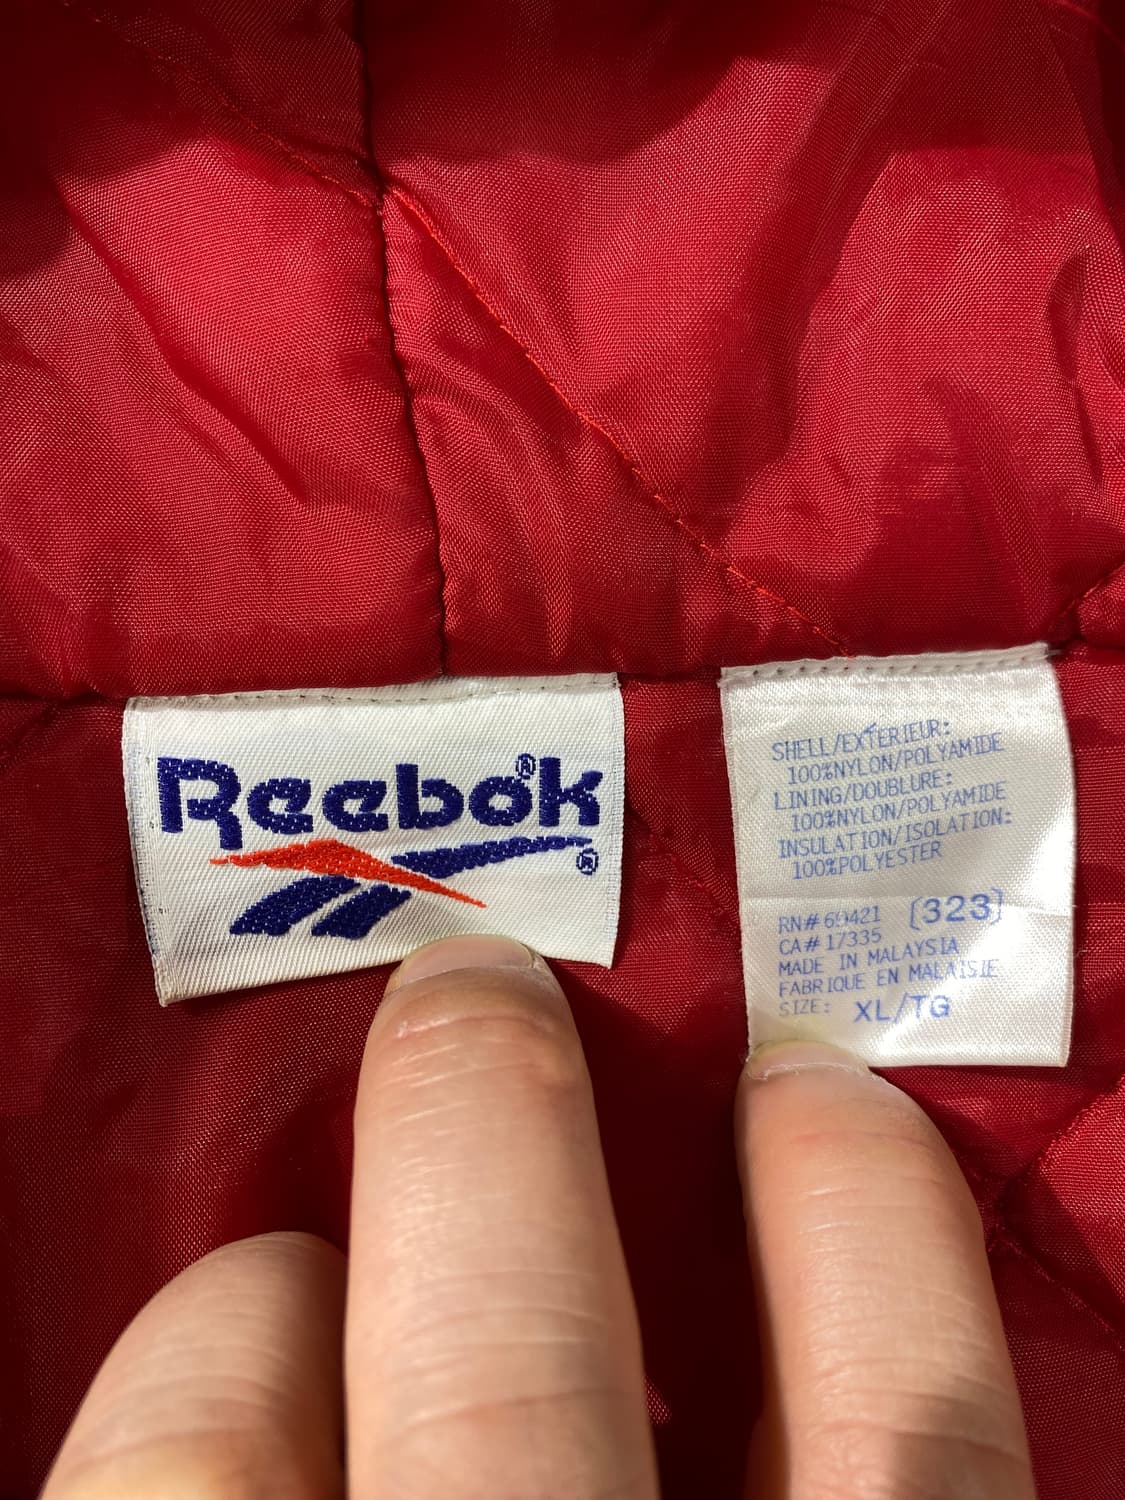 Reebok®
®
SHELL/EXTERIEUR:
100%NYLON/POLYAMIDE
LINING/DOUBLURE:
100%NYLON/POLYAMIDE
INSULATION/ISOLATION:
100%POLYESTER
RN# 69421 (323)
CA# 17335
MADE IN MALAYSIA
FABRIQUE EN MALAISIE
SIZE: XL/TG